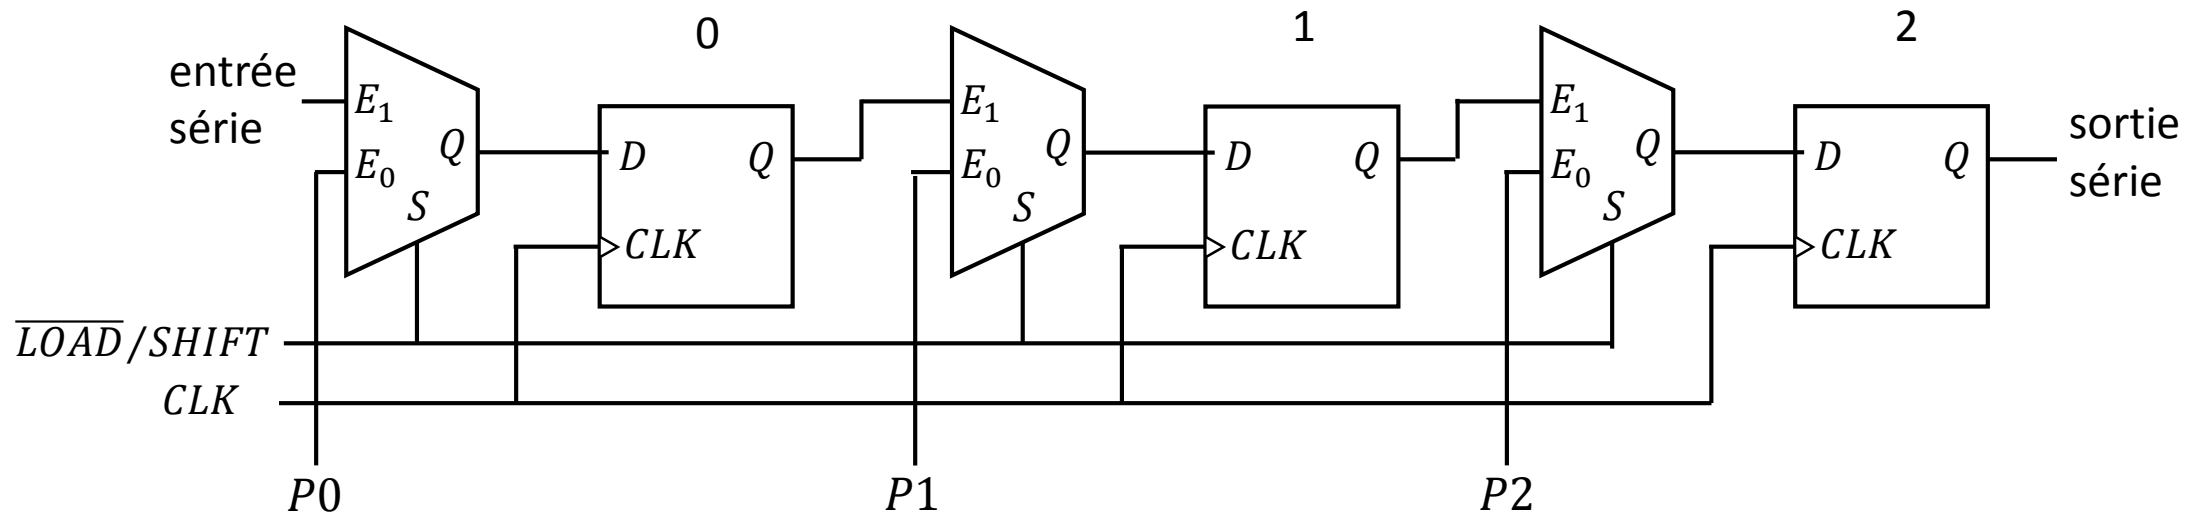 0
1
2
entrée
série
E₁
E₀
Q
S
D
Q
CLK
E₁
E₀
Q
S
D
Q
CLK
E₁
E₀
Q
S
D
Q
CLK
sortie
série
L̅O̅A̅D̅/SHIFT
CLK
P0
P1
P2